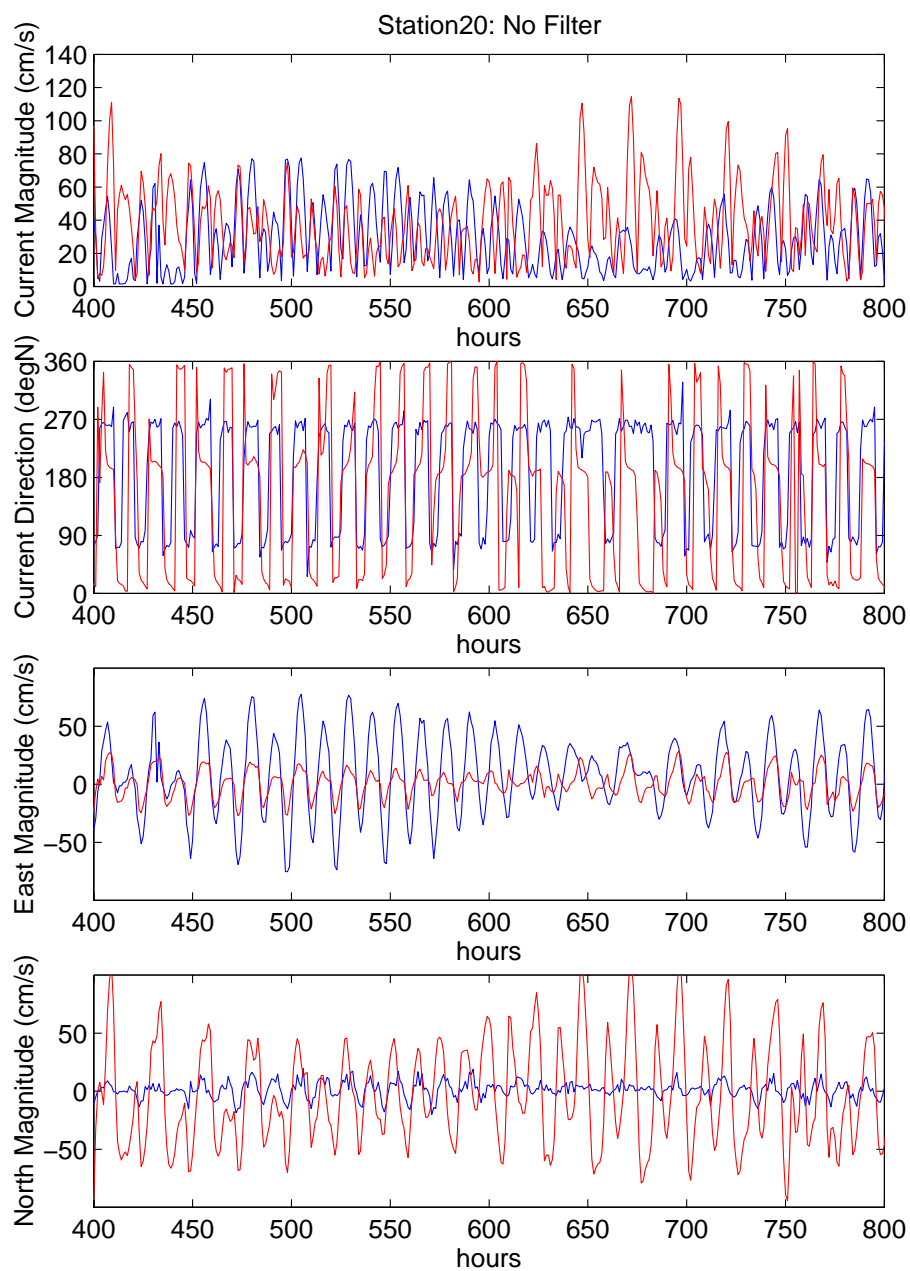 Station20: No Filter
Current Magnitude (cm/s)
140
120
100
80
60
40
20
0
400 450 500 550 600 650 700 750 800
hours
Current Direction (degN)
360
270
180
90
0
400 450 500 550 600 650 700 750 800
hours
East Magnitude (cm/s)
50
0
−50
400 450 500 550 600 650 700 750 800
hours
North Magnitude (cm/s)
50
0
−50
400 450 500 550 600 650 700 750 800
hours